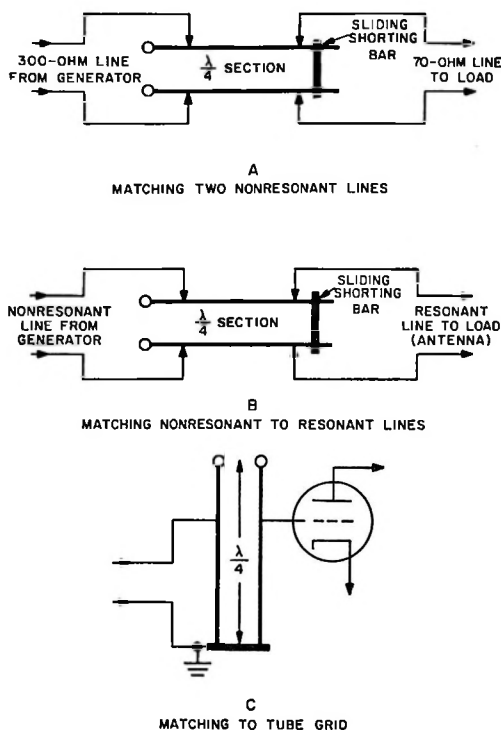 SLIDING
SHORTING
BAR
300-OHM LINE
FROM GENERATOR
λ/4 SECTION
70-OHM LINE
TO LOAD
A
MATCHING TWO NONRESONANT LINES
SLIDING
SHORTING
BAR
NONRESONANT
LINE FROM
GENERATOR
λ/4 SECTION
RESONANT
LINE TO LOAD
(ANTENNA)
B
MATCHING NONRESONANT TO RESONANT LINES
λ/4
C
MATCHING TO TUBE GRID